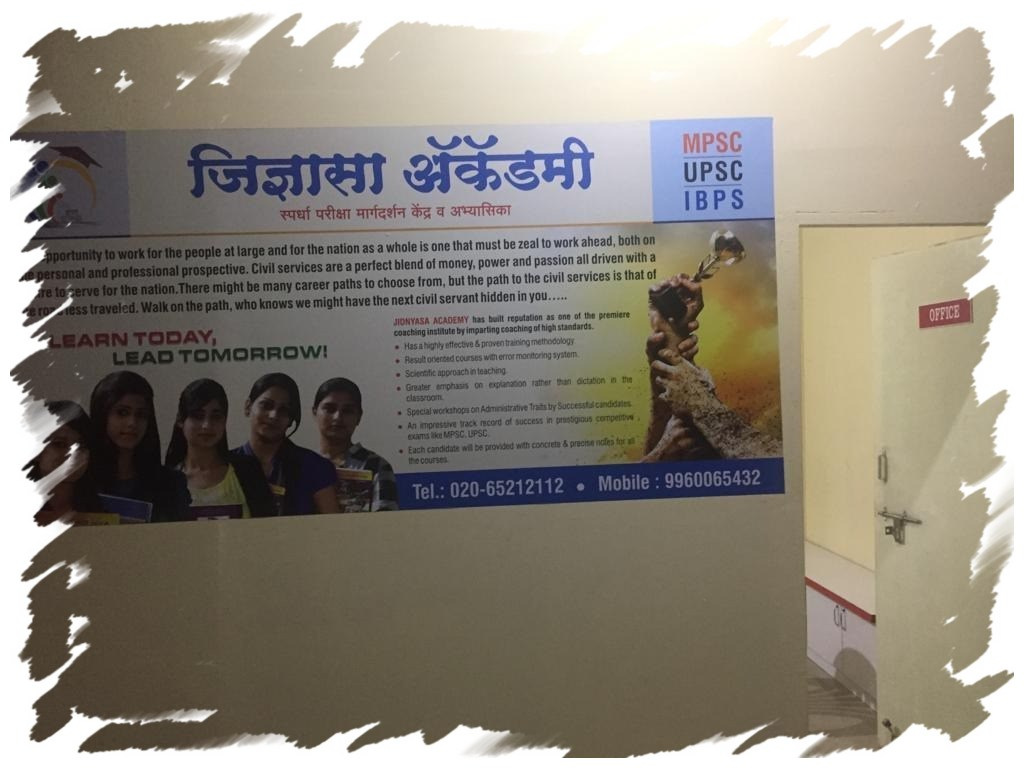 जिज्ञासा ॲकॅडमी
स्पर्धा परीक्षा मार्गदर्शन केंद्र व अभ्यासिका
MPSC
UPSC
IBPS
opportunity to work for the people at large and for the nation as a whole is one that must be zeal to work ahead, both on
personal and professional prospective. Civil services are a perfect blend of money, power and passion all driven with a
to serve for the nation.There might be many career paths to choose from, but the path to the civil services is that of
less traveled. Walk on the path, who knows we might have the next civil servant hidden in you.....
LEARN TODAY,
LEAD TOMORROW!
JIDNYASA ACADEMY has built reputation as one of the premiere
coaching institute by imparting coaching of high standards.
• Has a highly effective & proven training methodology
• Result oriented courses with error monitoring system.
• Scientific approach in teaching.
• Greater emphasis on explanation rather than dictation in the
classroom.
• Special workshops on Administrative Traits by Successful candidates.
• An impressive track record of success in prestigious competitive
exams like MPSC, UPSC.
• Each candidate will be provided with concrete & precise notes for all
the courses.
Tel.: 020-65212112 • Mobile : 9960065432
OFFICE